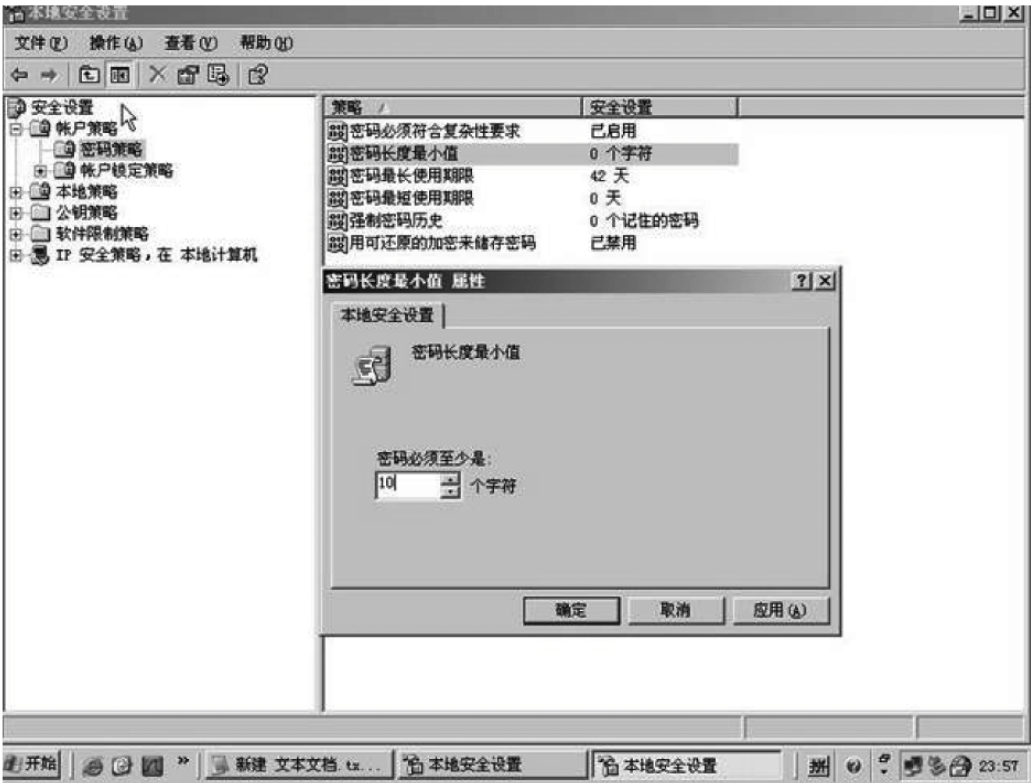 本地安全设置
文件(F) 操作(A) 查看(V) 帮助(H)
安全设置
帐户策略
密码策略
帐户锁定策略
本地策略
公钥策略
软件限制策略
IP 安全策略，在 本地计算机
策略 安全设置
密码必须符合复杂性要求 已启用
密码长度最小值 0 个字符
密码最长使用期限 42 天
密码最短使用期限 0 天
强制密码历史 0 个记住的密码
用可还原的加密来储存密码 已禁用
密码长度最小值 属性
本地安全设置
密码长度最小值
密码必须至少是:
10 个字符
确定 取消 应用(A)
开始 » 新建 文本文档.tx... 本地安全设置 本地安全设置 23:57